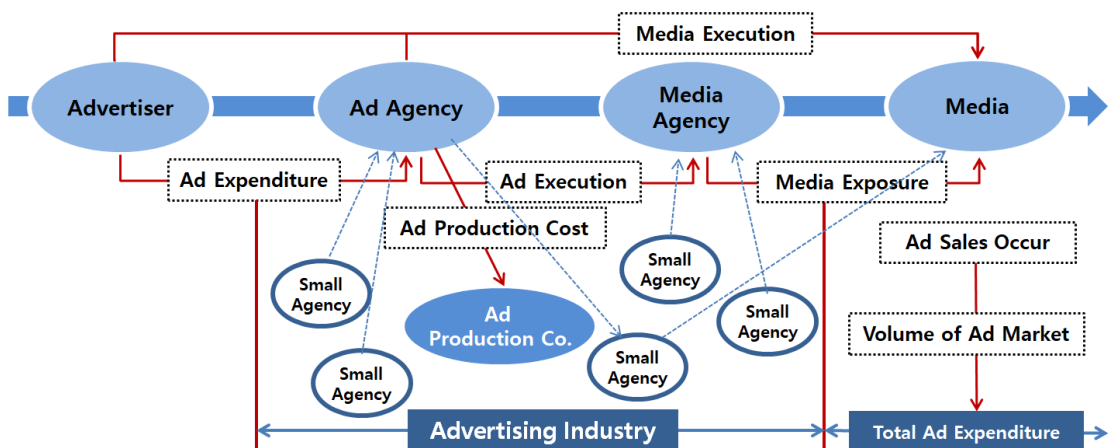 Media Execution
Advertiser
Ad Agency
Media
Agency
Media
Ad Expenditure
Ad Execution
Media Exposure
Ad Production Cost
Ad Sales Occur
Small
Agency
Small
Agency
Small
Agency
Ad
Production Co.
Volume of Ad Market
Small
Agency
Small
Agency
Advertising Industry
Total Ad Expenditure